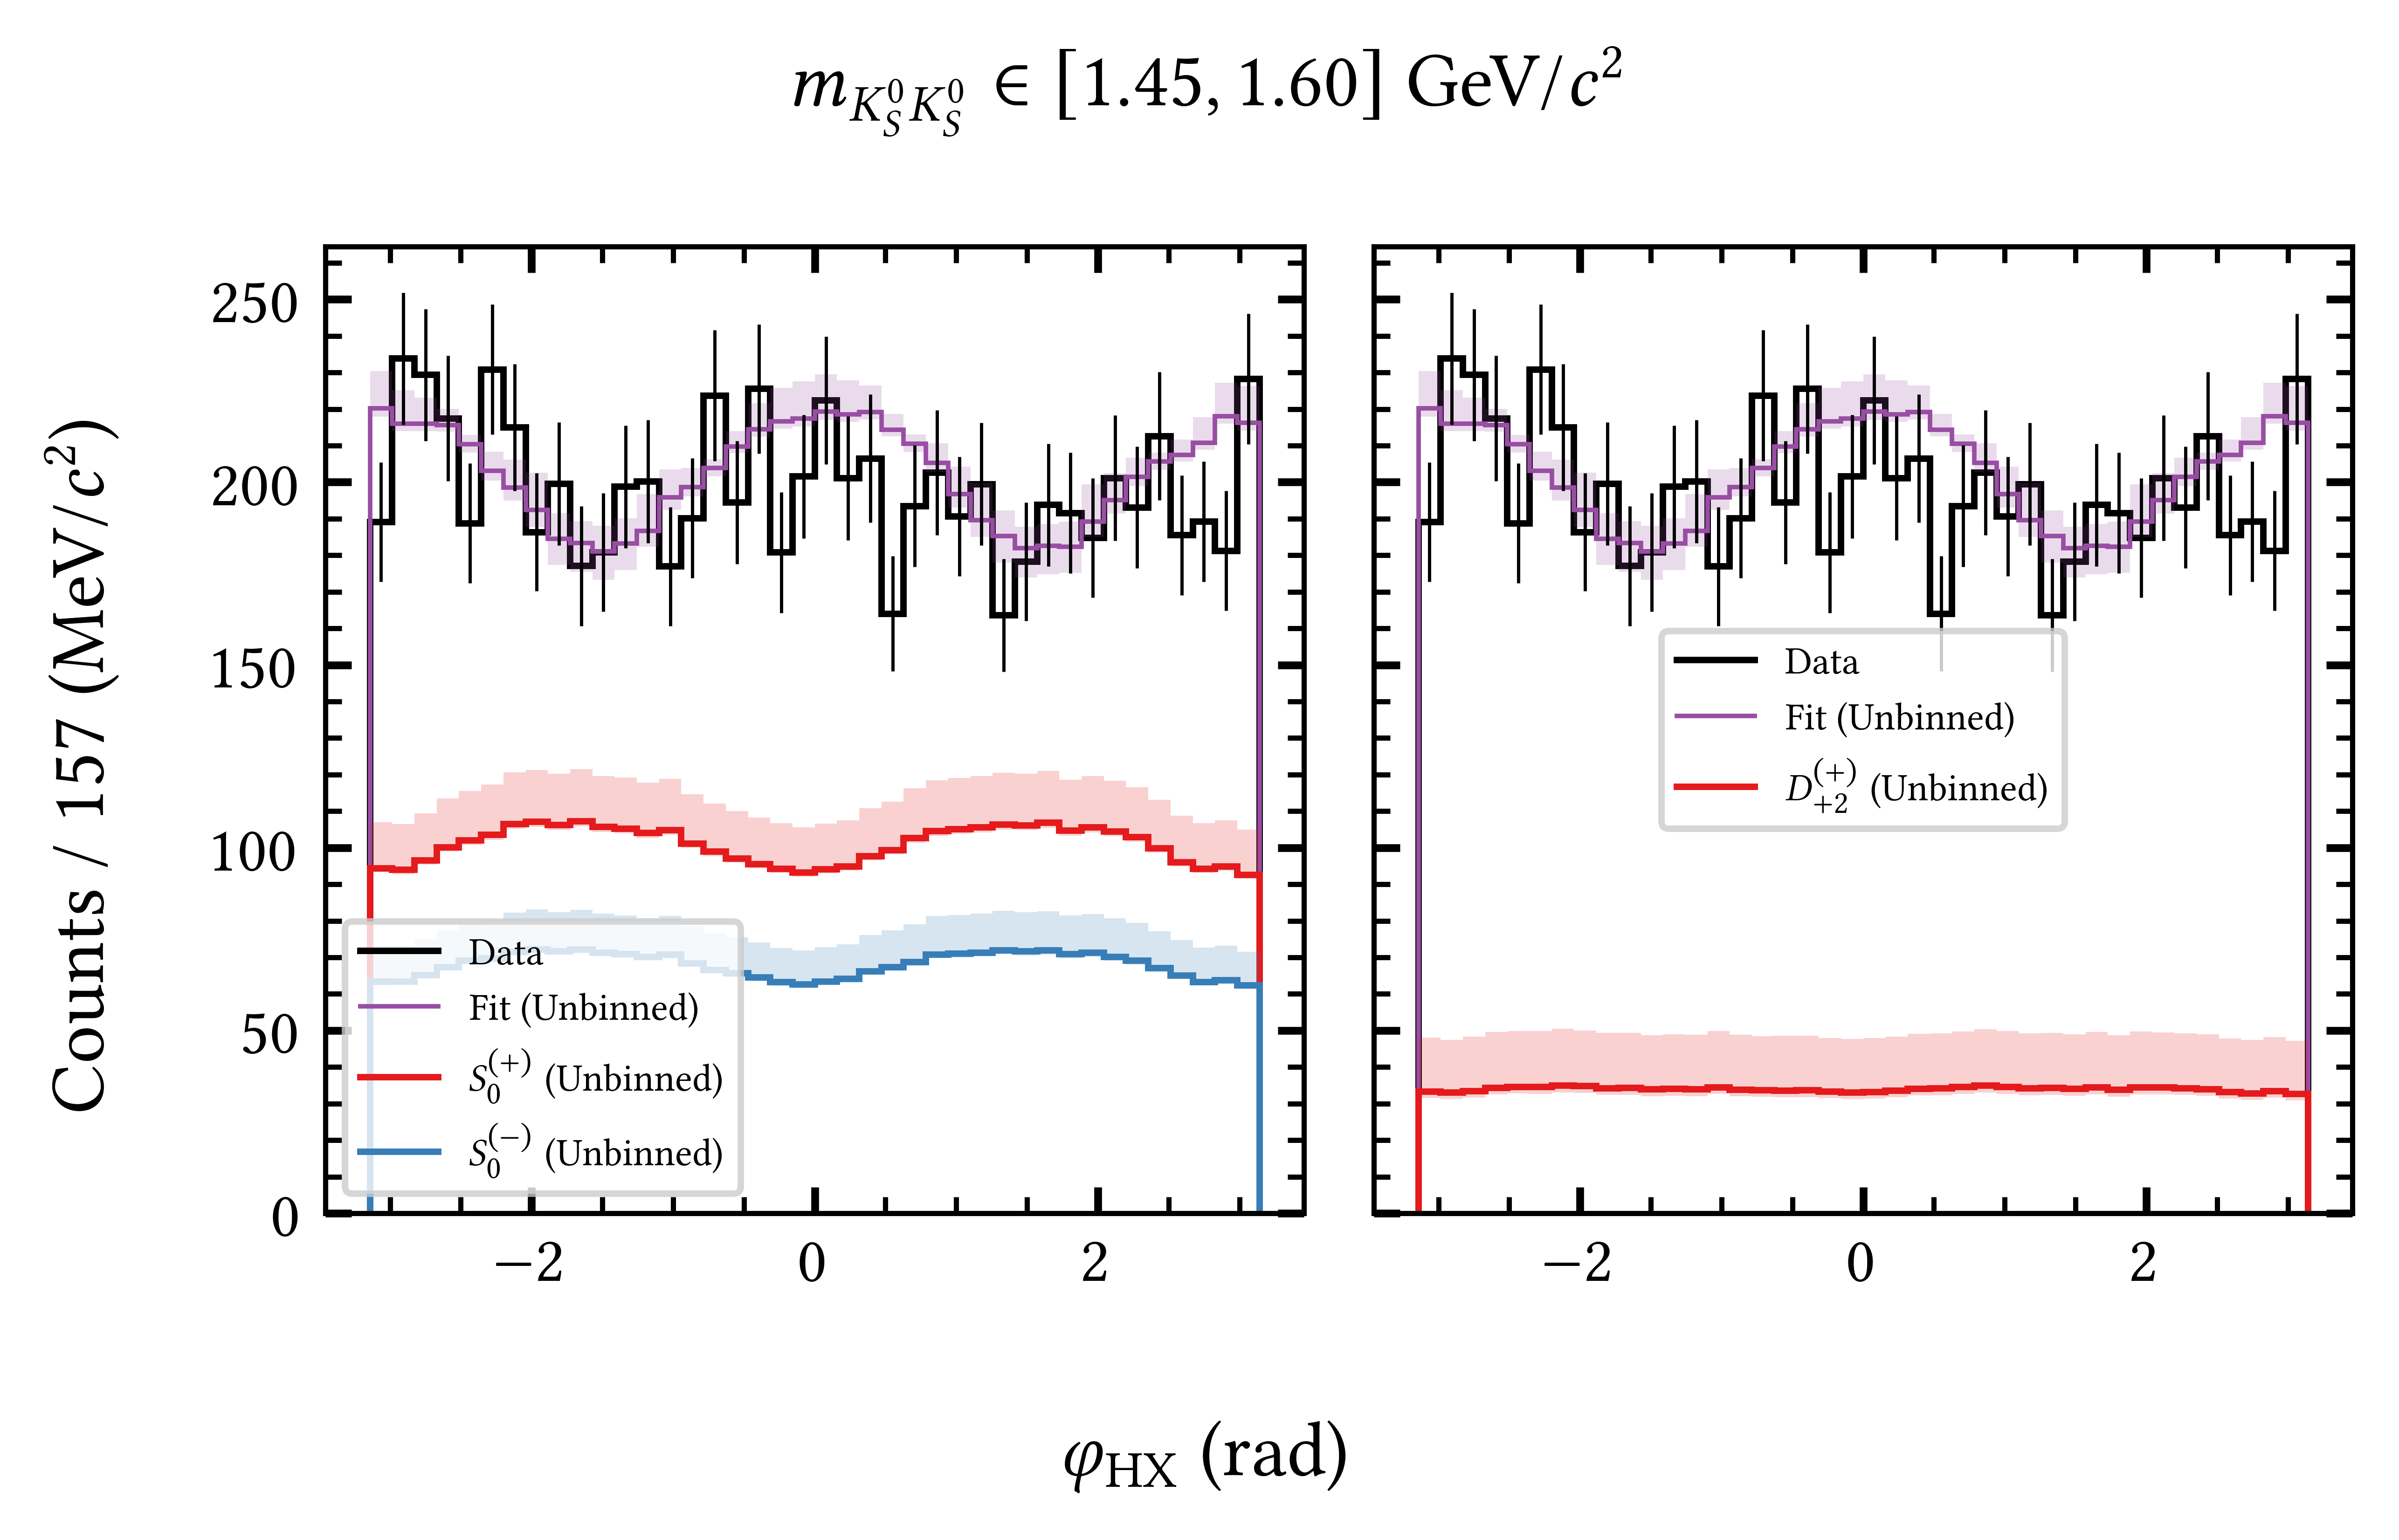 m_{K_S^0 K_S^0} ∈ [1.45, 1.60] GeV/c²
Counts / 157 (MeV/c²)
250
200
150
100
50
0
Data
Fit (Unbinned)
S_0^{(+)} (Unbinned)
S_0^{(−)} (Unbinned)
−2 0 2
Data
Fit (Unbinned)
D_{+2}^{(+)} (Unbinned)
−2 0 2
φ_HX (rad)